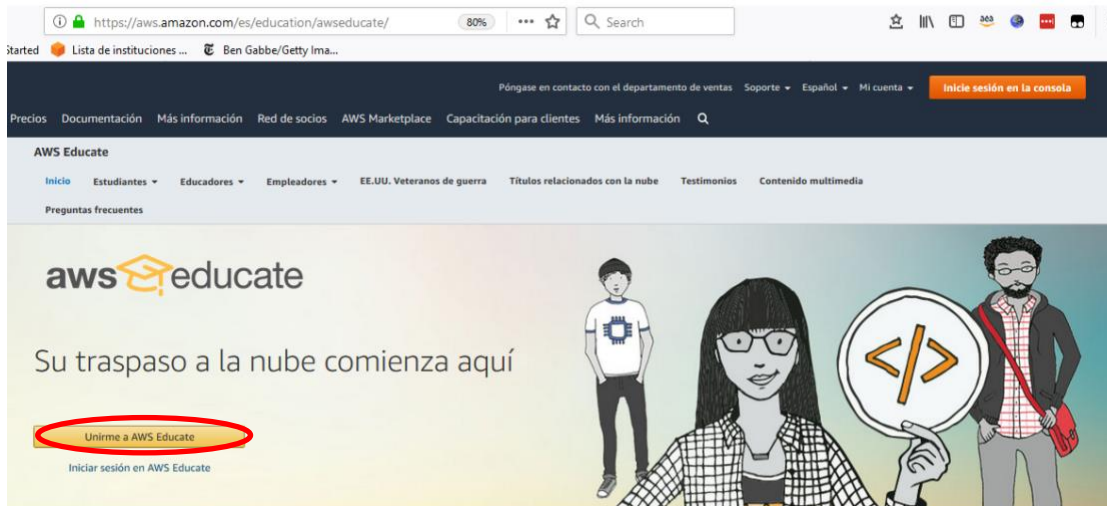 https://aws.amazon.com/es/education/awseducate/ 80% Search
Started Lista de instituciones ... Ben Gabbe/Getty Ima...
Póngase en contacto con el departamento de ventas Soporte Español Mi cuenta Inicie sesión en la consola
Precios Documentación Más información Red de socios AWS Marketplace Capacitación para clientes Más información
AWS Educate
Inicio Estudiantes Educadores Empleadores EE.UU. Veteranos de guerra Títulos relacionados con la nube Testimonios Contenido multimedia
Preguntas frecuentes
aws educate
Su traspaso a la nube comienza aquí
</>
Unirme a AWS Educate
Iniciar sesión en AWS Educate